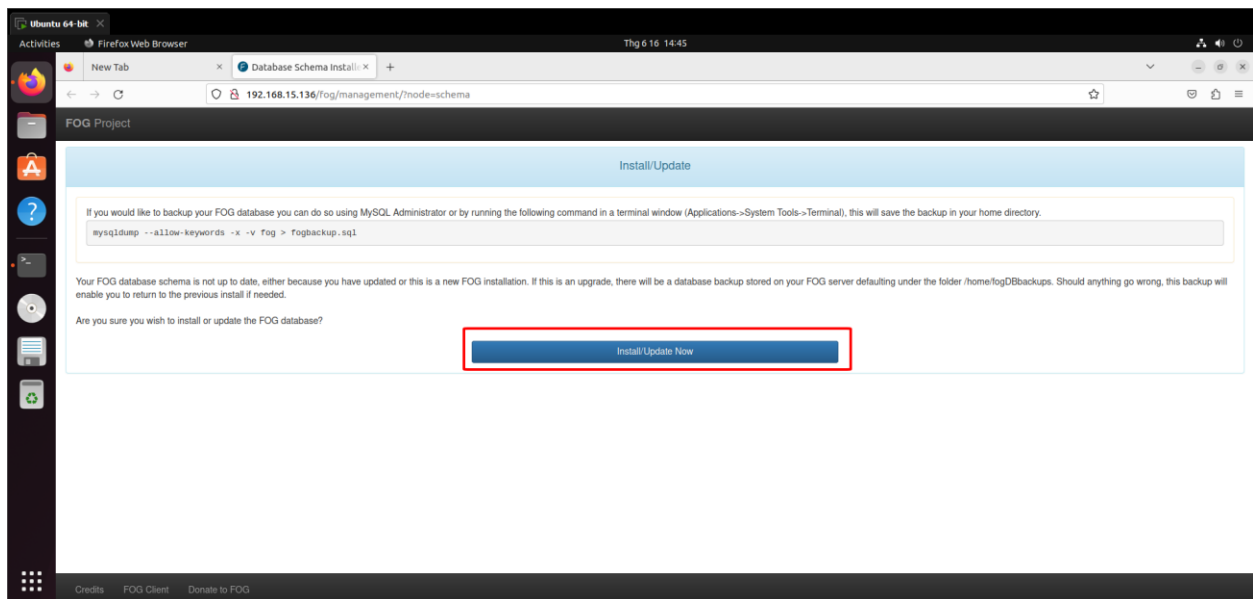 Ubuntu 64-bit
Activities Firefox Web Browser Thg 6 16 14:45
New Tab Database Schema Installe
192.168.15.136/fog/management/?node=schema
FOG Project
Install/Update
If you would like to backup your FOG database you can do so using MySQL Administrator or by running the following command in a terminal window (Applications->System Tools->Terminal), this will save the backup in your home directory.
mysqldump --allow-keywords -x -v fog > fogbackup.sql
Your FOG database schema is not up to date, either because you have updated or this is a new FOG installation. If this is an upgrade, there will be a database backup stored on your FOG server defaulting under the folder /home/fogDBbackups. Should anything go wrong, this backup will
enable you to return to the previous install if needed.
Are you sure you wish to install or update the FOG database?
Install/Update Now
Credits FOG Client Donate to FOG